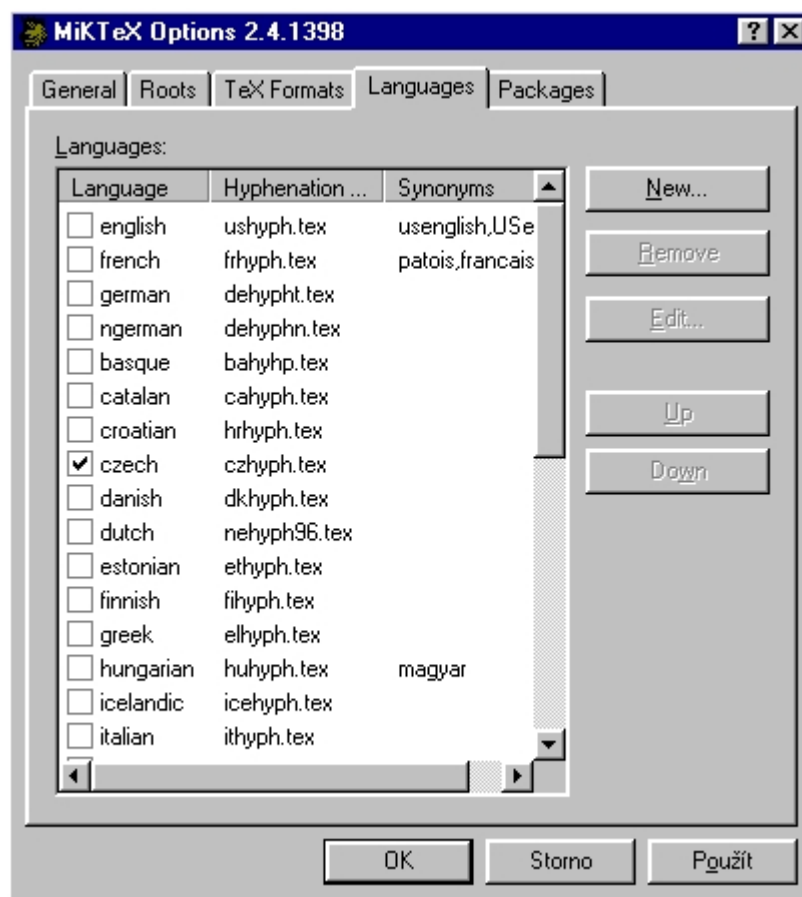 MiKTeX Options 2.4.1398
General Roots TeX Formats Languages Packages
Languages:
Language Hyphenation ... Synonyms
english ushyph.tex usenglish,USe
french frhyph.tex patois,francais
german dehypht.tex
ngerman dehyphn.tex
basque bahyhp.tex
catalan cahyph.tex
croatian hrhyph.tex
czech czhyph.tex
danish dkhyph.tex
dutch nehyph96.tex
estonian ethyph.tex
finnish fihyph.tex
greek elhyph.tex
hungarian huhyph.tex magyar
icelandic icehyph.tex
italian ithyph.tex
New...
Remove
Edit...
Up
Down
OK Storno Použít